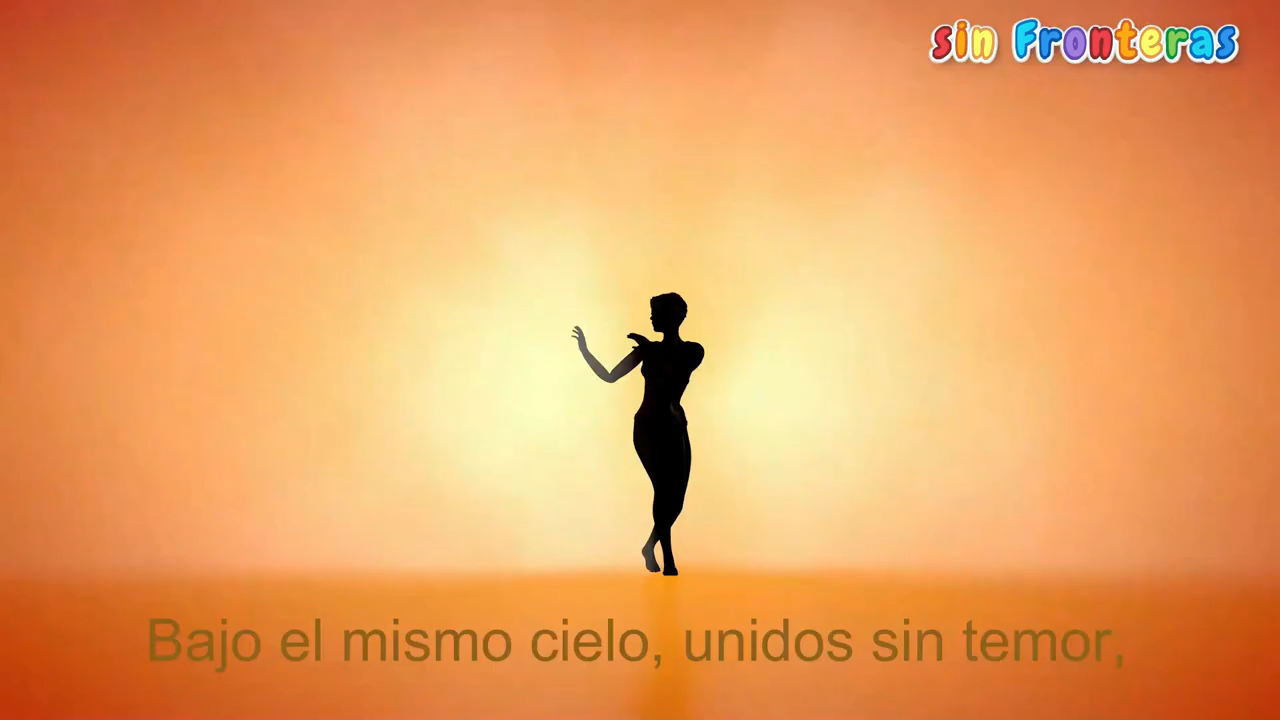 sin Fronteras
Bajo el mismo cielo, unidos sin temor,